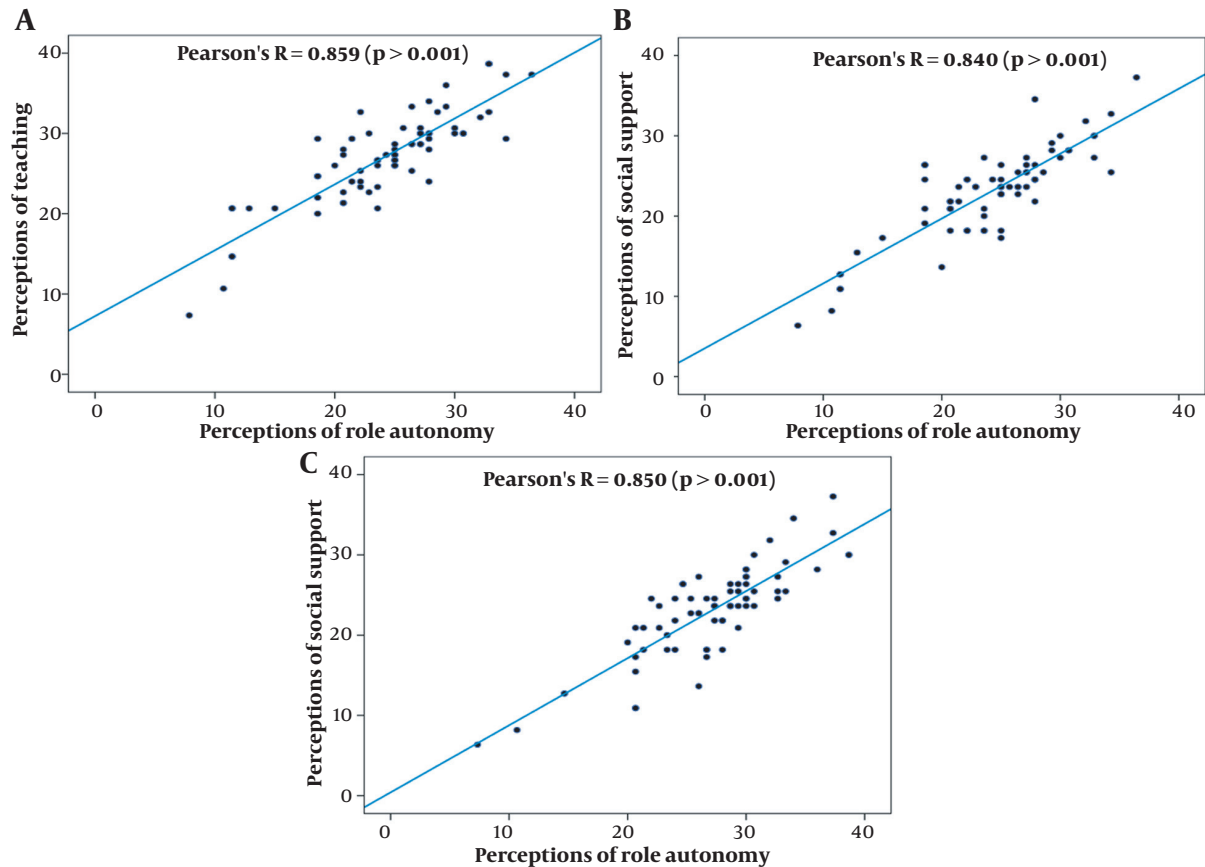 A
Pearson's R = 0.859 (p > 0.001)
Perceptions of teaching
40
30
20
10
0
0 10 20 30 40
Perceptions of role autonomy
B
Pearson's R = 0.840 (p > 0.001)
Perceptions of social support
40
30
20
10
0
0 10 20 30 40
Perceptions of role autonomy
C
Pearson's R = 0.850 (p > 0.001)
Perceptions of social support
40
30
20
10
0
0 10 20 30 40
Perceptions of role autonomy